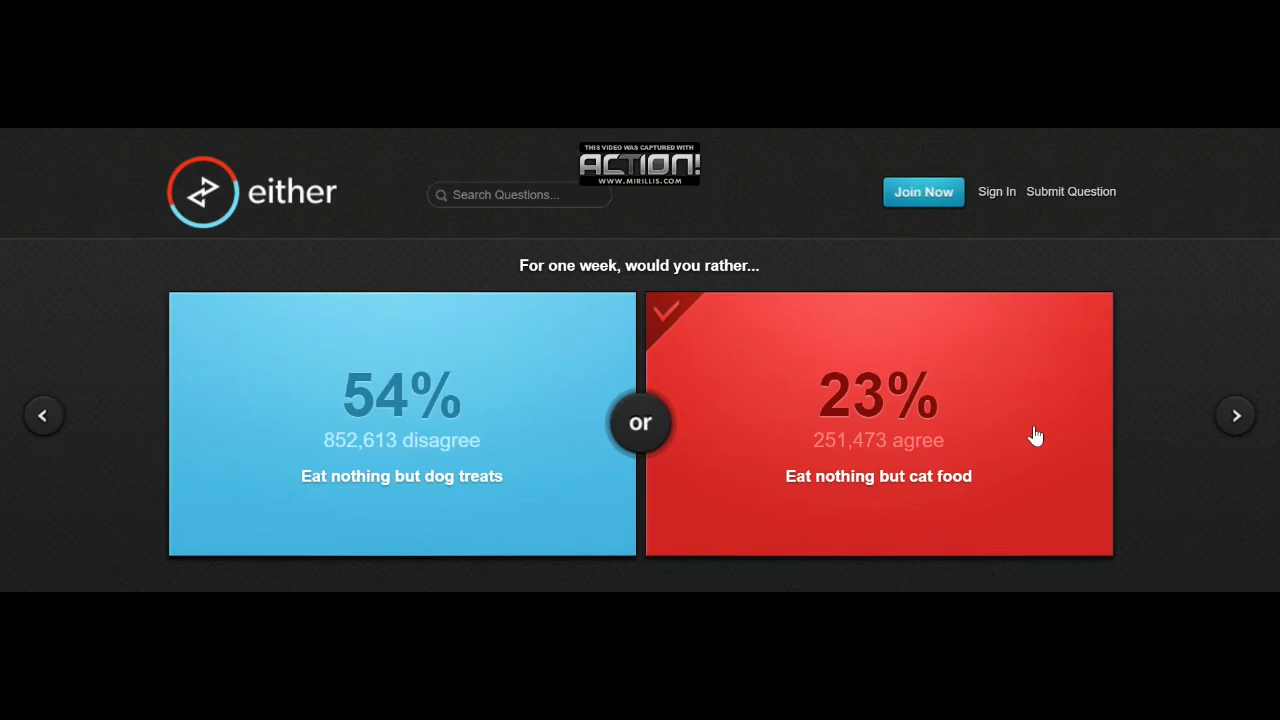 THIS VIDEO WAS CAPTURED WITH
ACTION!
WWW.MIRILLIS.COM
either
Search Questions...
Join Now
Sign In
Submit Question
For one week, would you rather...
54%
852,613 disagree
Eat nothing but dog treats
or
23%
251,473 agree
Eat nothing but cat food